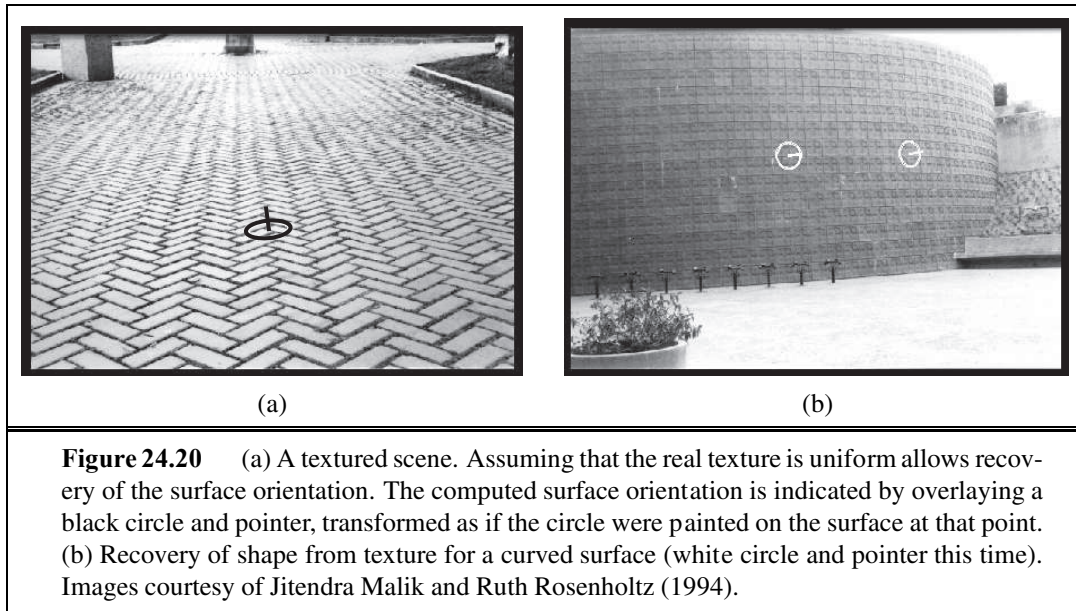 (a)
(b)
Figure 24.20 (a) A textured scene. Assuming that the real texture is uniform allows recov-
ery of the surface orientation. The computed surface orientation is indicated by overlaying a
black circle and pointer, transformed as if the circle were painted on the surface at that point.
(b) Recovery of shape from texture for a curved surface (white circle and pointer this time).
Images courtesy of Jitendra Malik and Ruth Rosenholtz (1994).